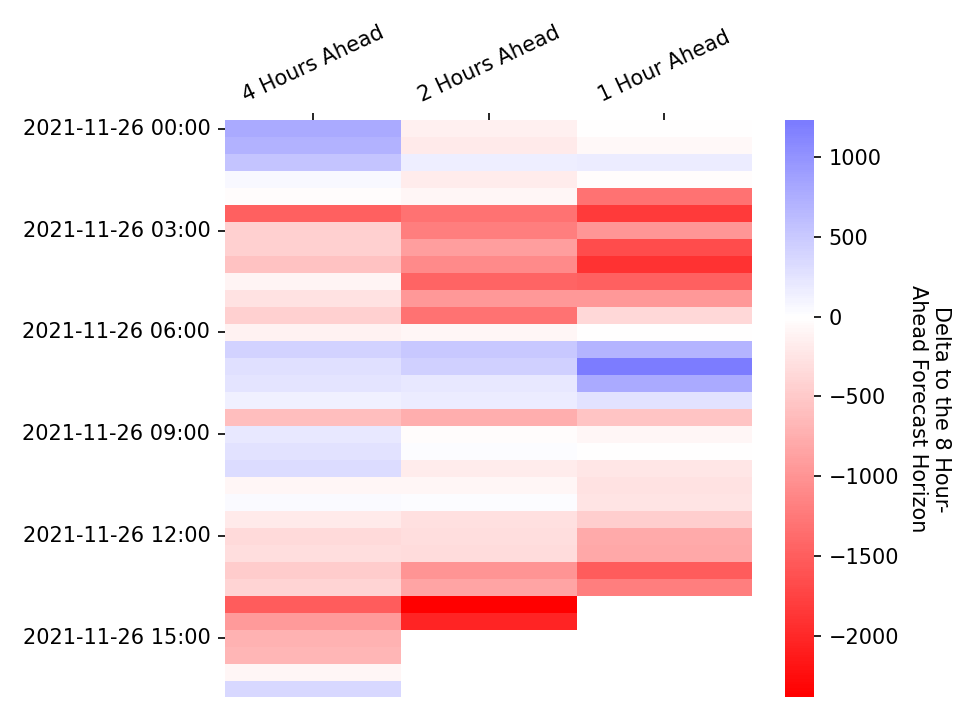 4 Hours Ahead
2 Hours Ahead
1 Hour Ahead
2021-11-26 00:00
2021-11-26 03:00
2021-11-26 06:00
2021-11-26 09:00
2021-11-26 12:00
2021-11-26 15:00
1000
500
0
−500
−1000
−1500
−2000
Delta to the 8 Hour-
Ahead Forecast Horizon